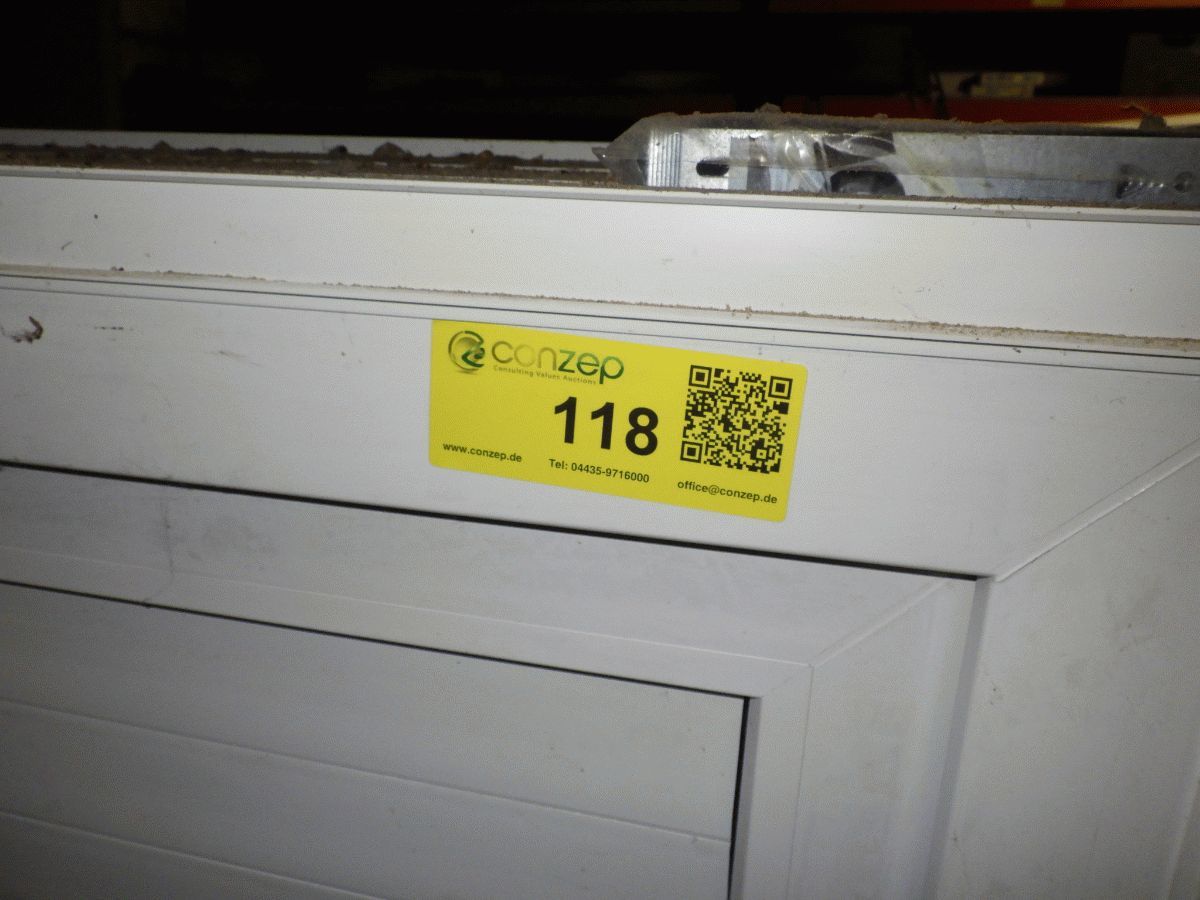 conzep
Consulting Values Auctions
118
www.conzep.de
Tel: 04435-9716000
office@conzep.de